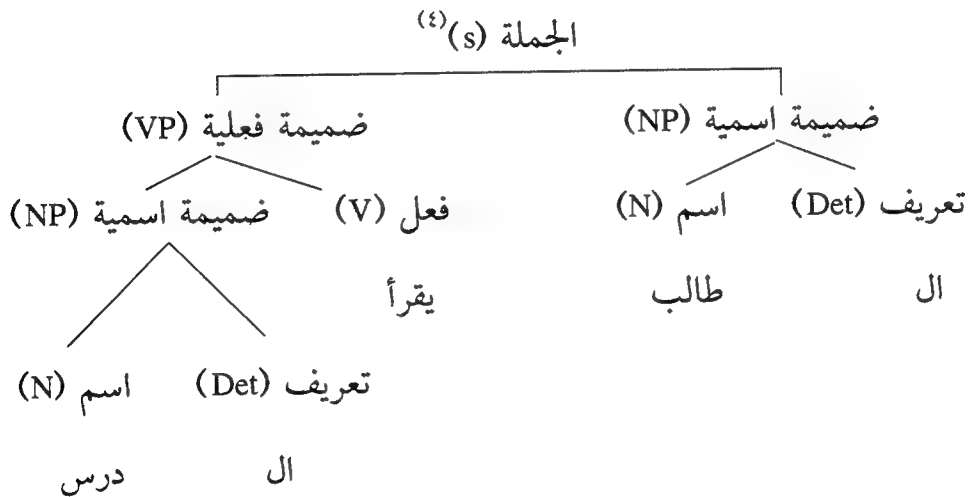 الجملة (s)(٤)
ضميمة اسمية (NP) ضميمة فعلية (VP)
تعريف (Det) اسم (N) فعل (V) ضميمة اسمية (NP)
ال طالب يقرأ
تعريف (Det) اسم (N)
ال درس